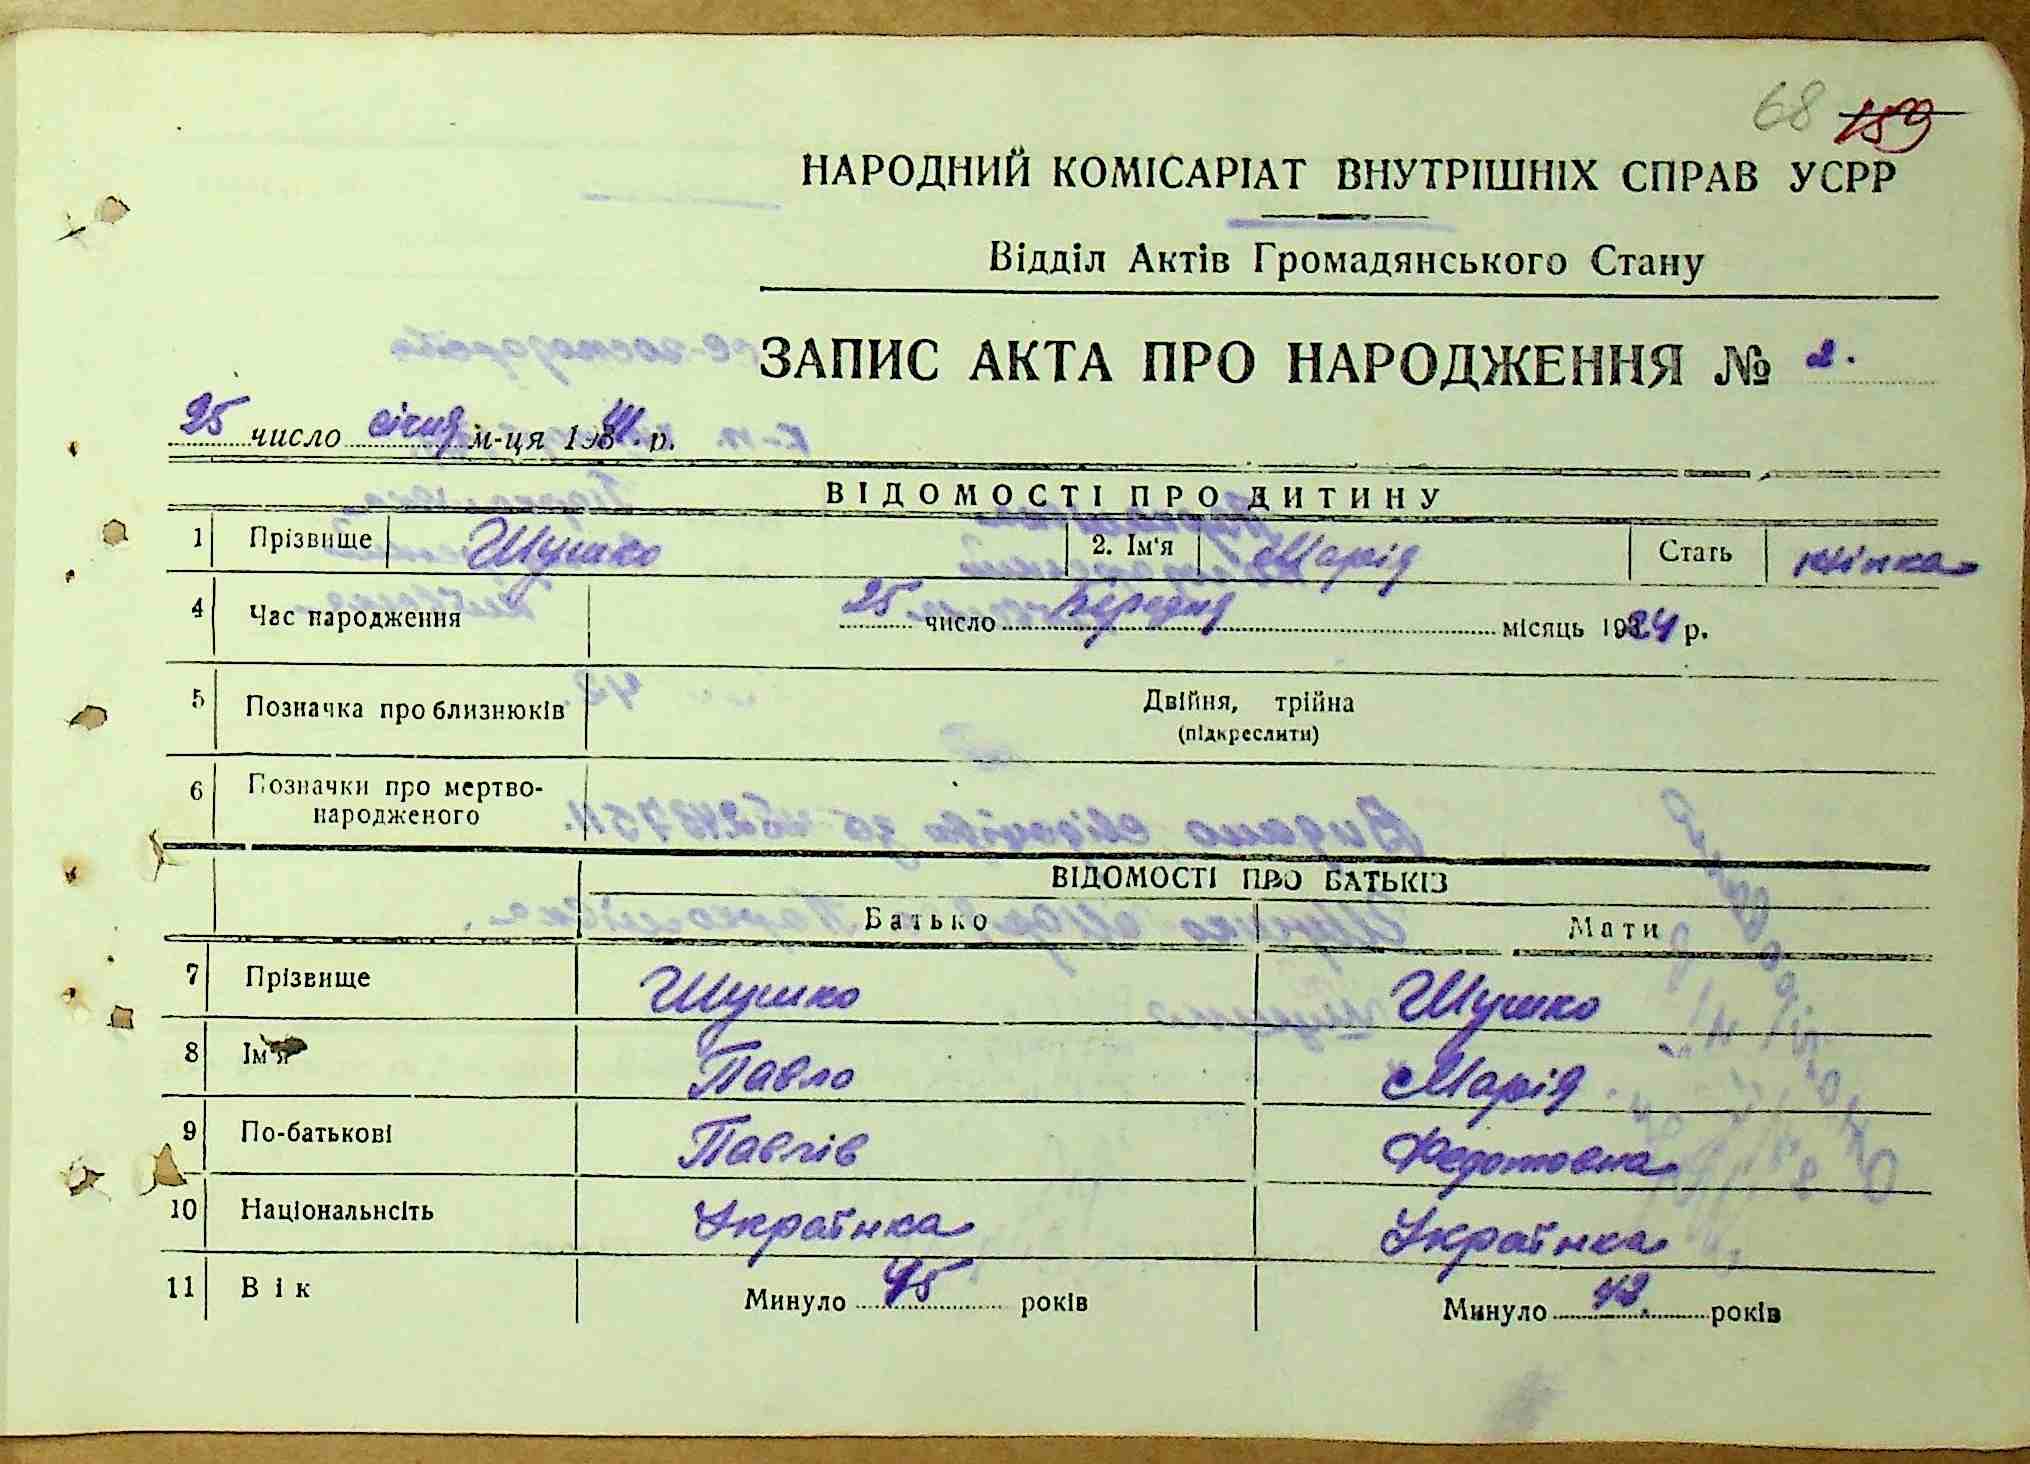 68 159
НАРОДНИЙ КОМІСАРІАТ ВНУТРІШНІХ СПРАВ УСРР
Відділ Актів Громадянського Стану
ЗАПИС АКТА ПРО НАРОДЖЕННЯ № 2.
25 число січня м-ця 1941 р.
ВІДОМОСТІ ПРО ДИТИНУ
1 Прізвище Шушко 2. Ім'я Марія Стать жінка
4 Час народження 25 число Березня місяць 1924 р.
5 Позначка про близнюків Двійня, трійна
(підкреслити)
6 Позначки про мертво-
народженого
ВІДОМОСТІ ПРО БАТЬКІВ
Батько Мати
7 Прізвище Шушко Шушко
8 Ім'я Павло Марія
9 По-батькові Павлів Федотовна
10 Національнсіть Українка Українка
11 Вік Минуло 45 років Минуло 42 років